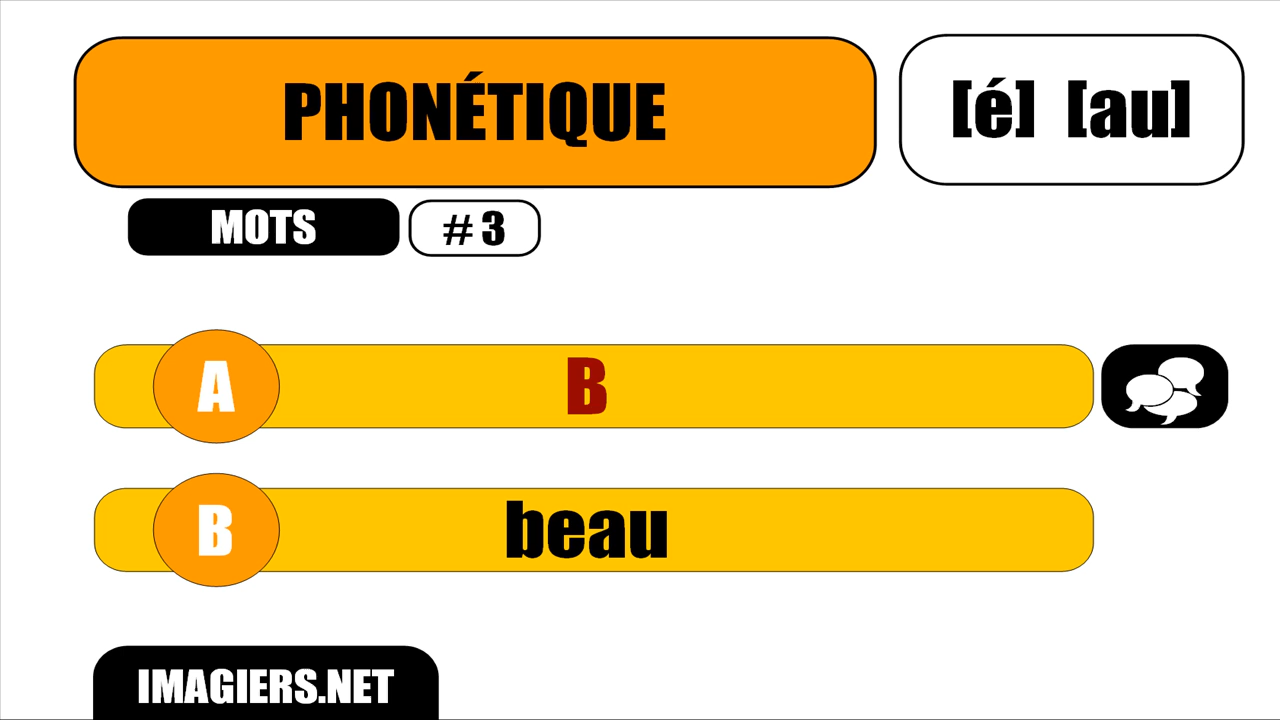 PHONÉTIQUE
[é] [au]
MOTS
# 3
A
B
B
beau
IMAGIERS.NET